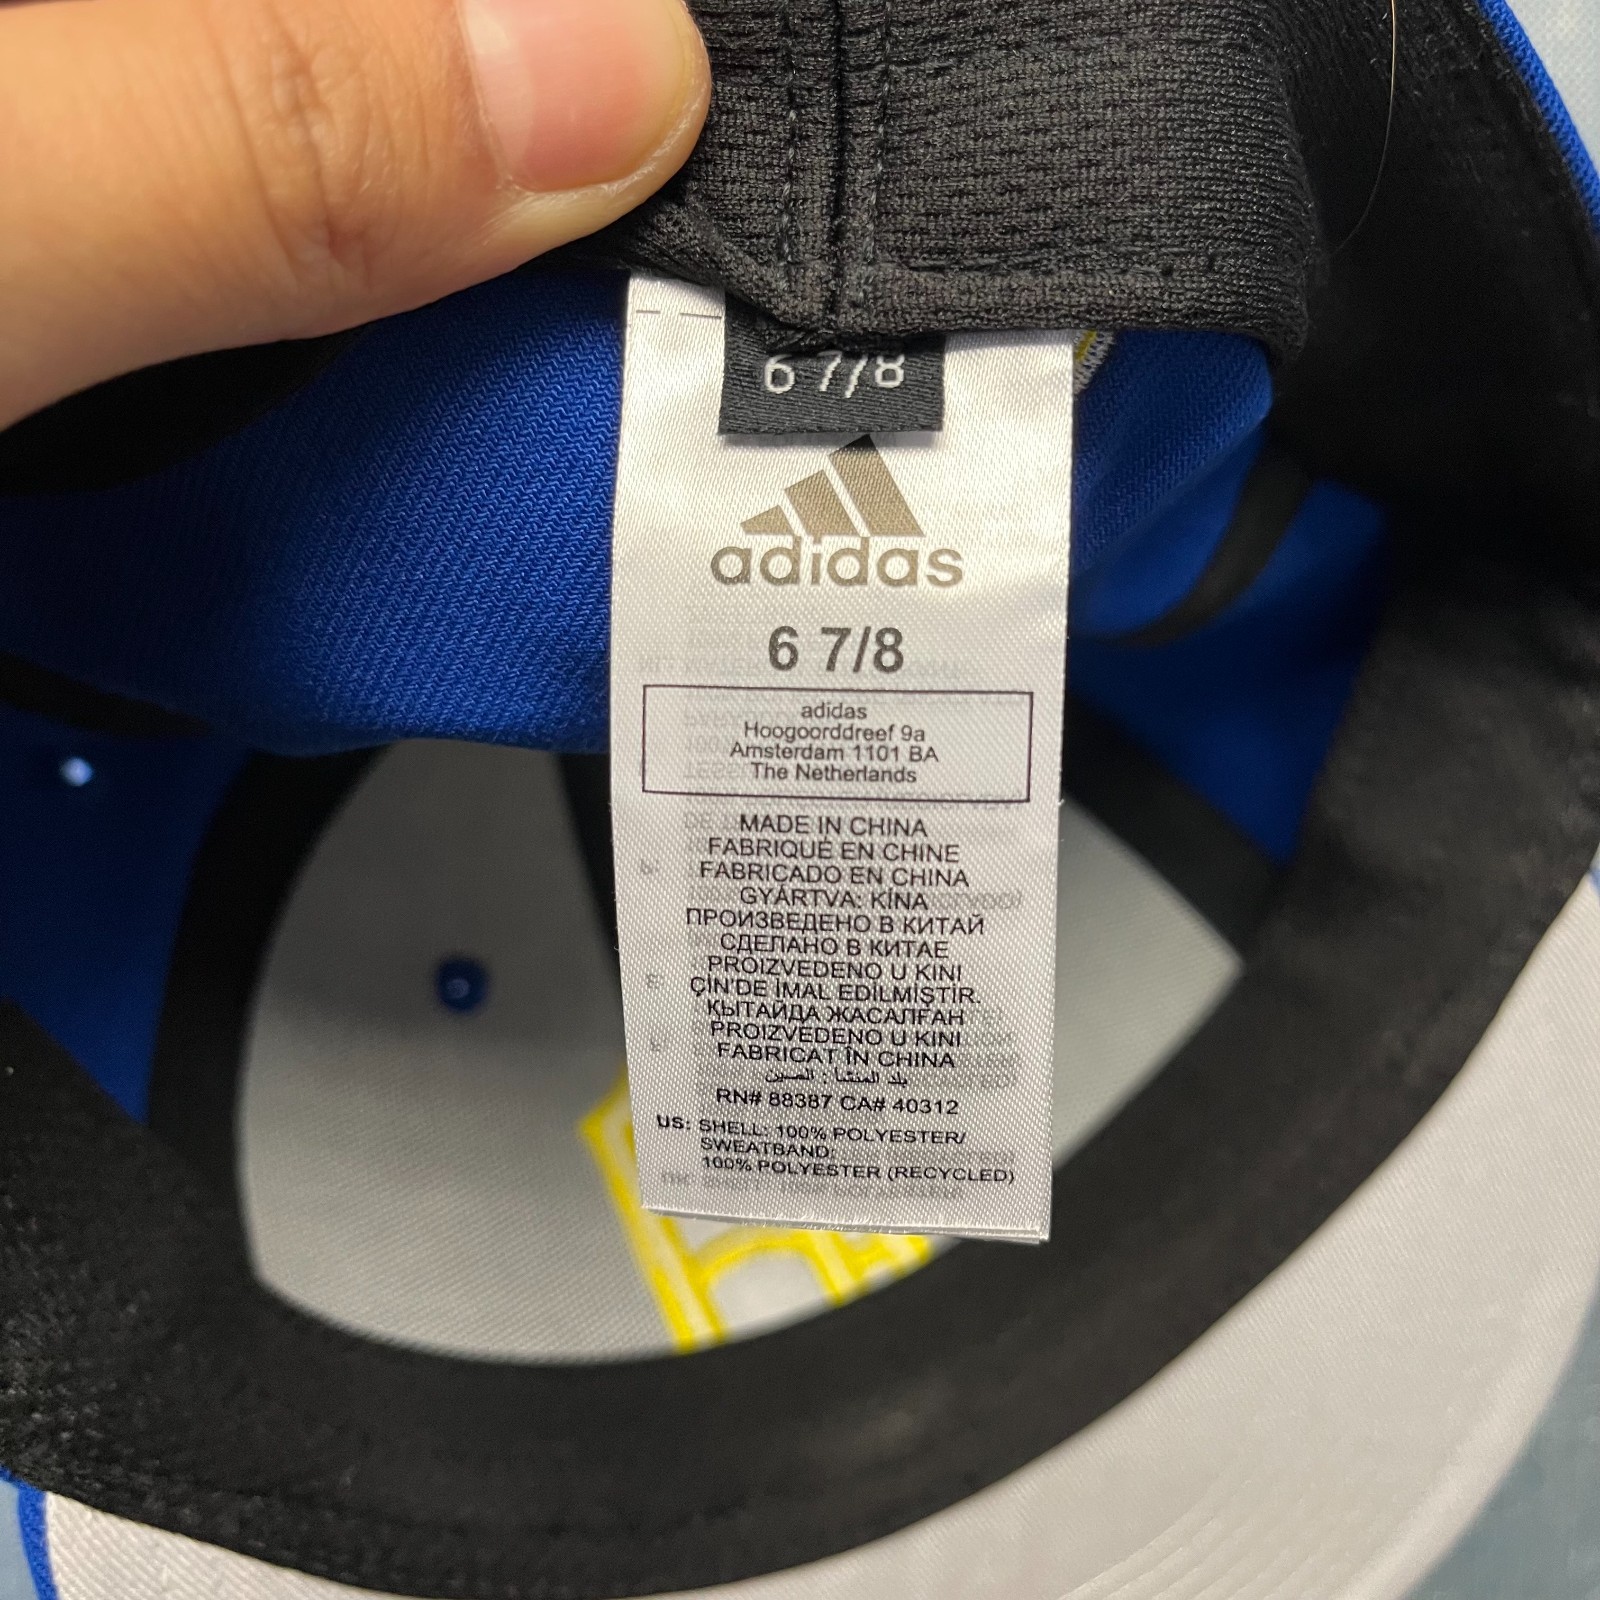 6 7/8
adidas
6 7/8
adidas
Hoogoorddreef 9a
Amsterdam 1101 BA
The Netherlands
MADE IN CHINA
FABRIQUÉ EN CHINE
FABRICADO EN CHINA
GYÁRTVA: KÍNA
ПРОИЗВЕДЕНО В КИТАЙ
СДЕЛАНО В КИТАЕ
PROIZVEDENO U KINI
ÇIN'DE İMAL EDİLMİŞTİR.
ҚЫТАЙДА ЖАСАЛҒАН
PROIZVEDENO U KINI
FABRICAT ÎN CHINA
بلد المنشأ : الصين
RN# 88387 CA# 40312
US: SHELL: 100% POLYESTER/
SWEATBAND:
100% POLYESTER (RECYCLED)